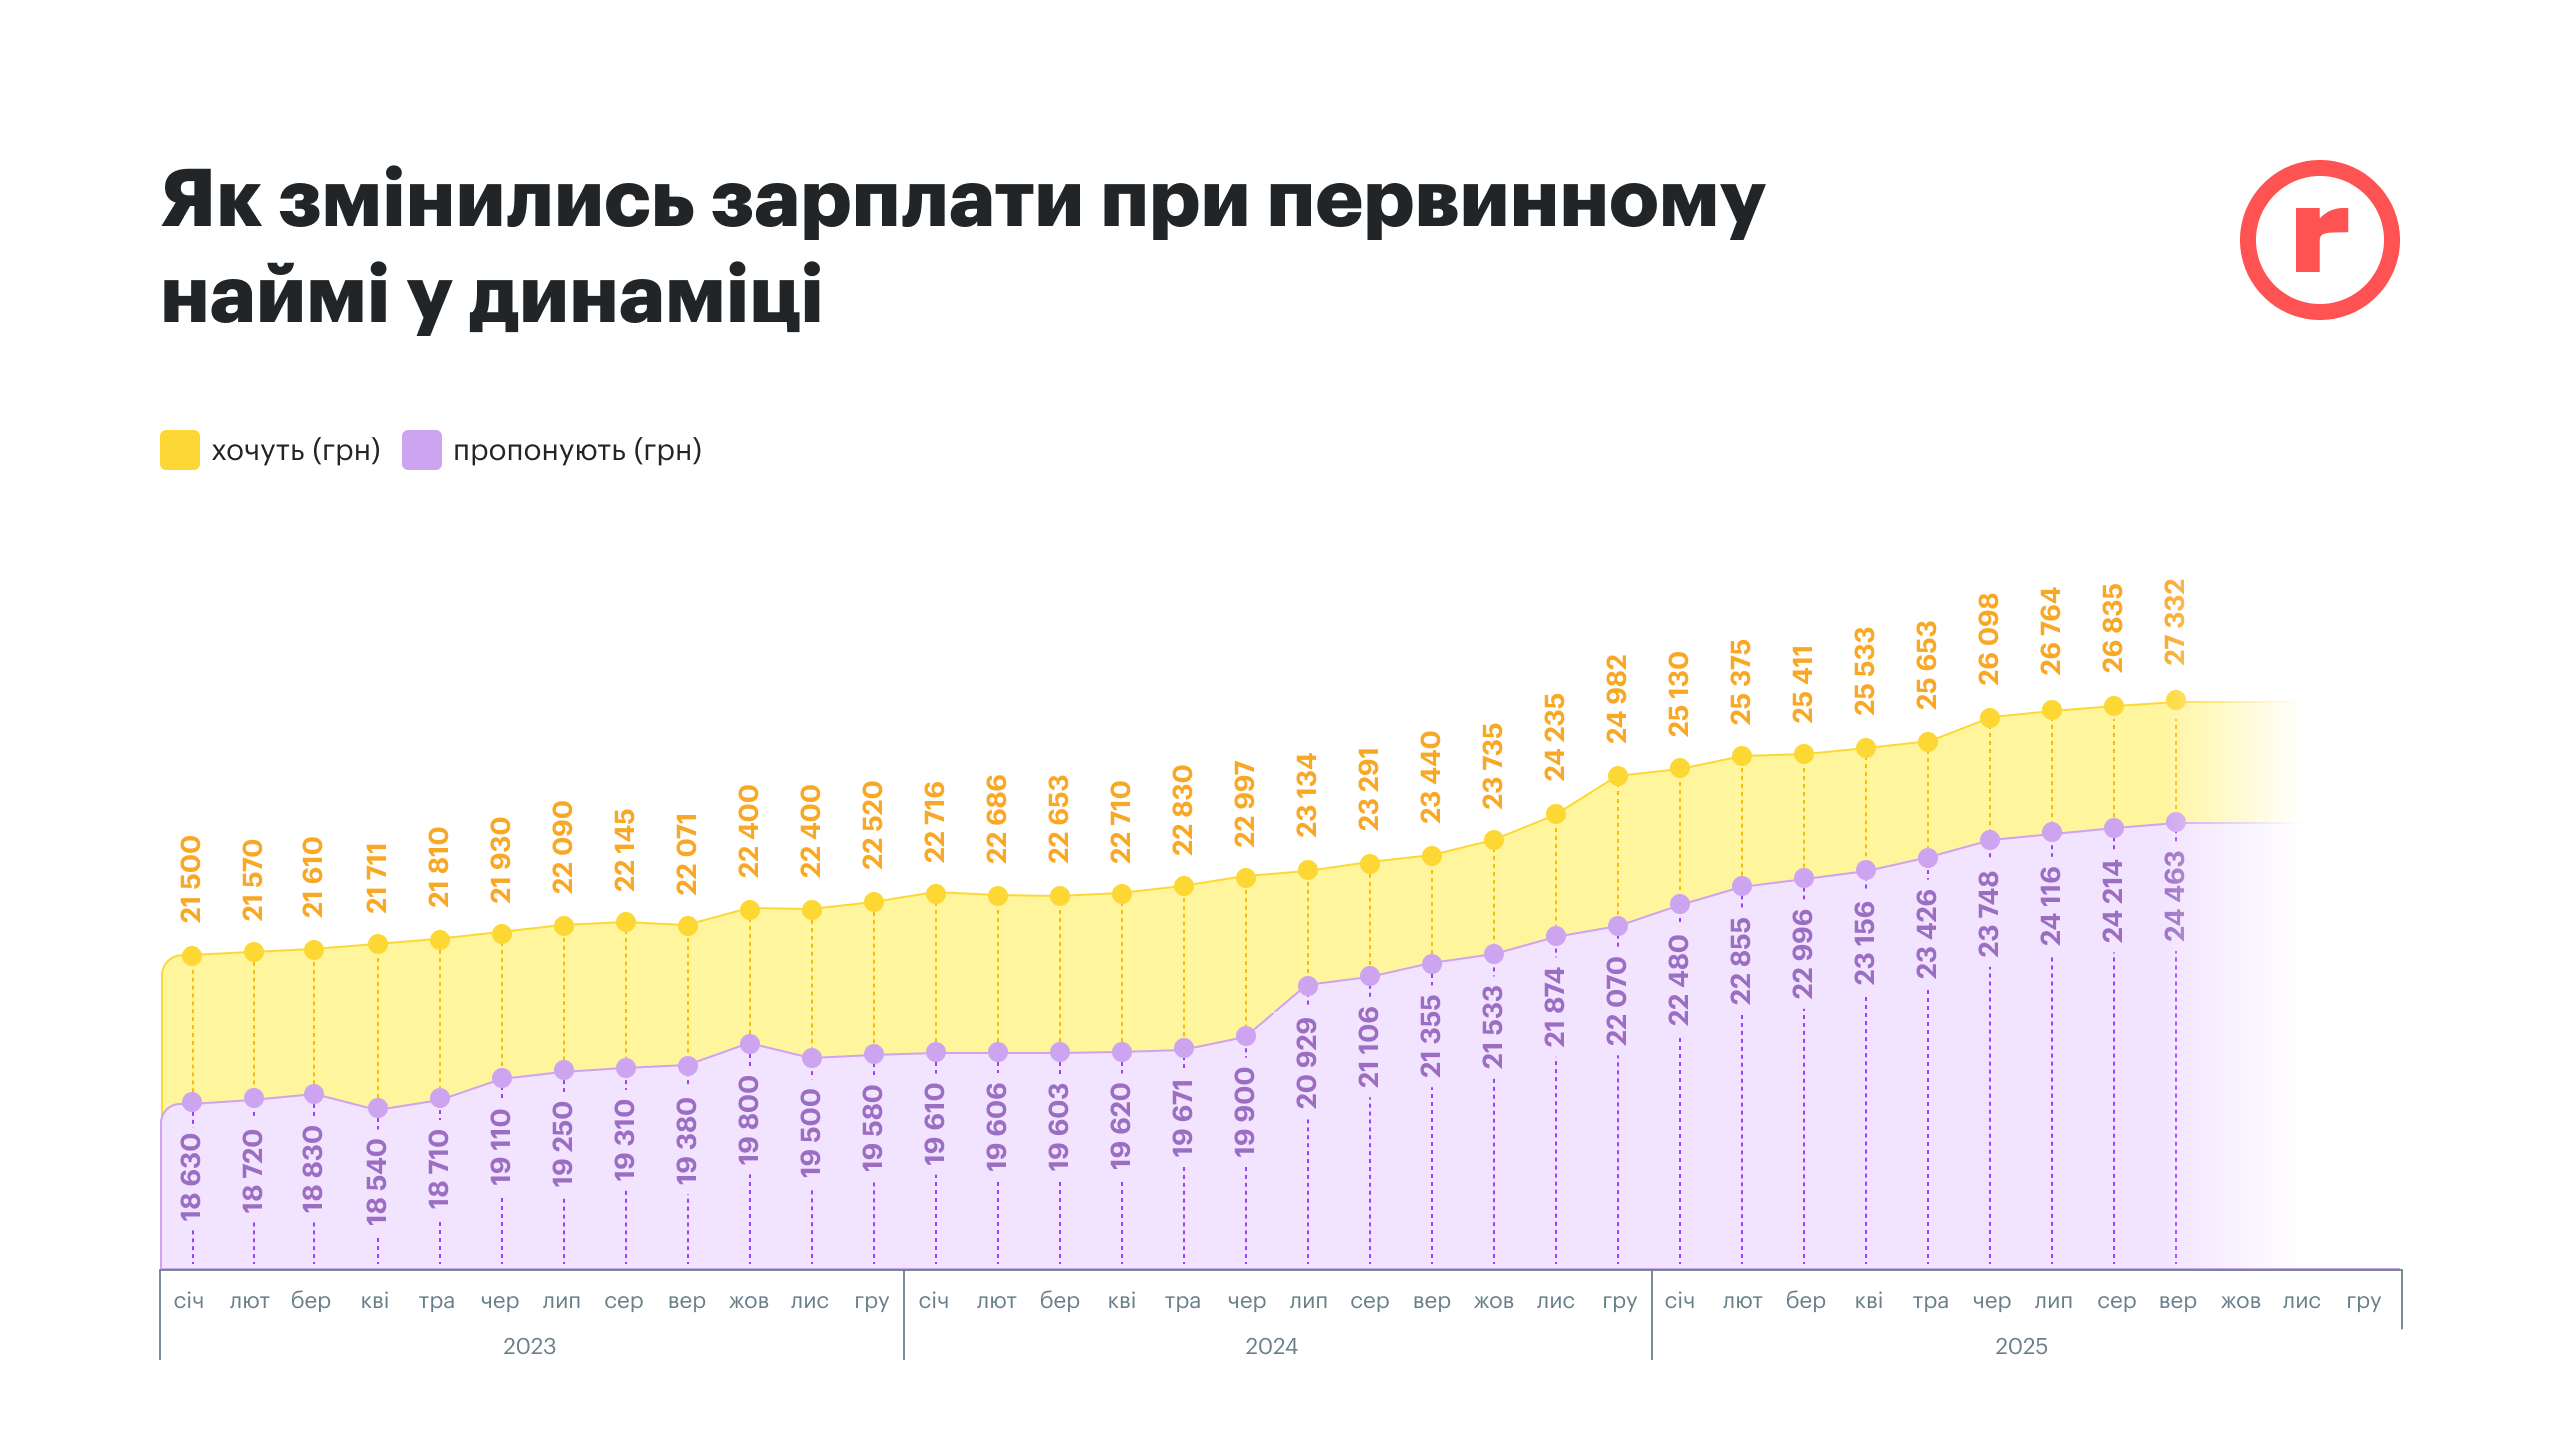 Як змінились зарплати при первинному
наймі у динаміці
r
хочуть (грн) пропонують (грн)
21 500 21 570 21 610 21 711 21 810 21 930 22 090 22 145 22 071 22 400 22 400 22 520 22 716 22 686 22 653 22 710 22 830 22 997 23 134 23 291 23 440 23 735 24 235 24 982 25 130 25 375 25 411 25 533 25 653 26 098 26 764 26 835 27 332
18 630 18 720 18 830 18 540 18 710 19 110 19 250 19 310 19 380 19 800 19 500 19 580 19 610 19 606 19 603 19 620 19 671 19 900 20 929 21 106 21 355 21 533 21 874 22 070 22 480 22 855 22 996 23 156 23 426 23 748 24 116 24 214 24 463
січ лют бер кві тра чер лип сер вер жов лис гру січ лют бер кві тра чер лип сер вер жов лис гру січ лют бер кві тра чер лип сер вер жов лис гру
2023 2024 2025